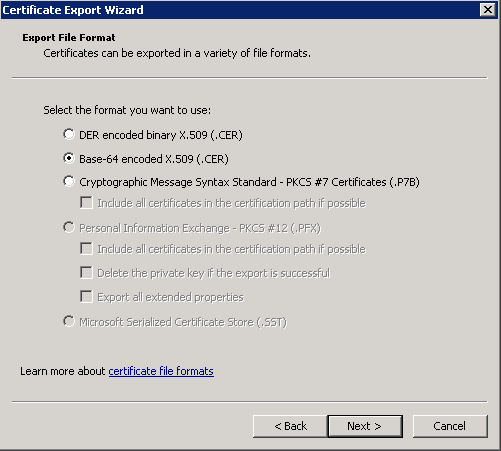 Certificate Export Wizard
Export File Format
Certificates can be exported in a variety of file formats.
Select the format you want to use:
DER encoded binary X.509 (.CER)
Base-64 encoded X.509 (.CER)
Cryptographic Message Syntax Standard - PKCS #7 Certificates (.P7B)
Include all certificates in the certification path if possible
Personal Information Exchange - PKCS #12 (.PFX)
Include all certificates in the certification path if possible
Delete the private key if the export is successful
Export all extended properties
Microsoft Serialized Certificate Store (.SST)
Learn more about certificate file formats
< Back Next > Cancel